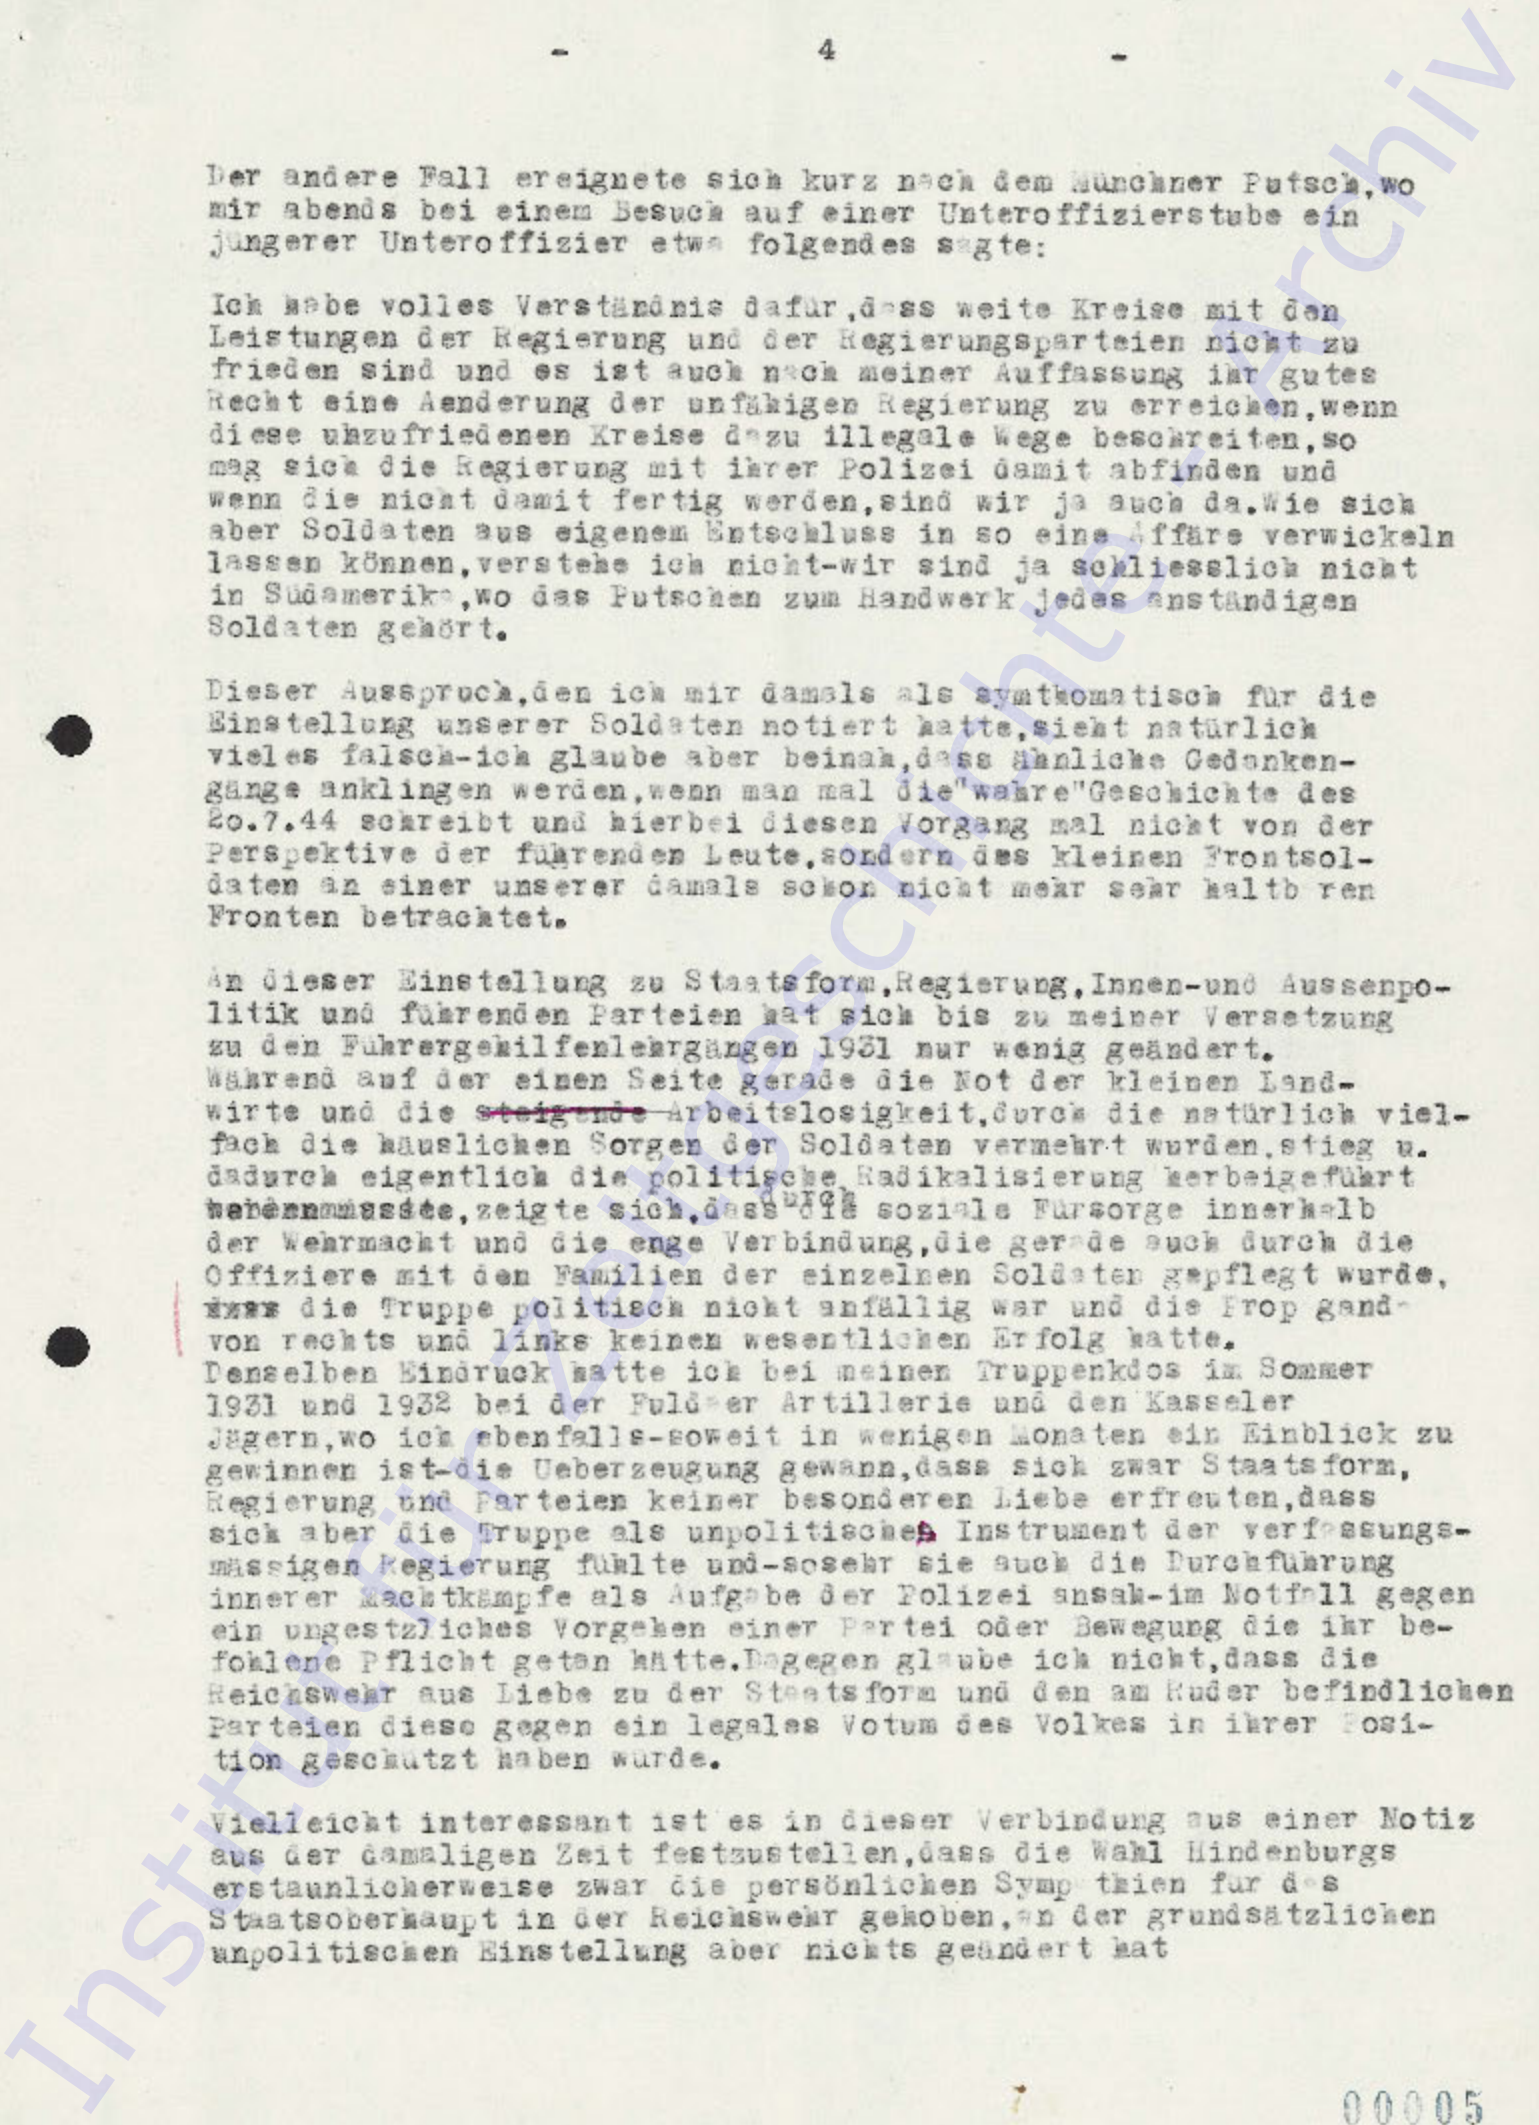 - 4 -
Der andere Fall ereignete sich kurz nach dem Münchner Putsch,wo
mir abends bei einem Besuch auf einer Unteroffizierstube ein
jüngerer Unteroffizier etwa folgendes sagte:
Ich habe volles Verständnis dafür,dass weite Kreise mit den
Leistungen der Regierung und der Regierungsparteien nicht zu
frieden sind und es ist auch nach meiner Auffassung ihr gutes
Recht eine Aenderung der unfähigen Regierung zu erreichen,wenn
diese uhzufriedenen Kreise dazu illegale Wege beschreiten,so
mag sich die Regierung mit ihrer Polizei damit abfinden und
wenn die nicht damit fertig werden,sind wir ja auch da.Wie sich
aber Soldaten aus eigenem Entschluss in so eine Affäre verwickeln
lassen können,verstehe ich nicht-wir sind ja schliesslich nicht
in Südamerika,wo das Putschen zum Handwerk jedes anständigen
Soldaten gehört.
Dieser Ausspruch,den ich mir damals als symthomatisch für die
Einstellung unserer Soldaten notiert hatte,sieht natürlich
vieles falsch-ich glaube aber beinah,dass ähnliche Gedanken-
gänge anklingen werden,wenn man mal die"wahre"Geschichte des
2o.7.44 schreibt und hierbei diesen Vorgang mal nicht von der
Perspektive der führenden Leute,sondern des kleinen Frontsol-
daten an einer unserer damals schon nicht mehr sehr haltb ren
Fronten betrachtet.
An dieser Einstellung zu Staatsform,Regierung,Innen-und Aussenpo-
litik und führenden Parteien hat sich bis zu meiner Versetzung
zu den Führergehilfenlehrgängen 1931 nur wenig geändert.
Während auf der einen Seite gerade die Not der kleinen Land-
wirte und die steigende Arbeitslosigkeit,durch die natürlich viel-
fach die häuslichen Sorgen der Soldaten vermehrt wurden,stieg u.
dadurch eigentlich die politische Radikalisierung herbeigeführt
durch
,zeigte sich,dass die soziale Fürsorge innerhalb
der Wehrmacht und die enge Verbindung,die gerade auch durch die
Offiziere mit den Familien der einzelnen Soldaten gepflegt wurde,
die Truppe politisch nicht anfällig war und die Propaganda
von rechts und links keinen wesentlichen Erfolg hatte.
Denselben Eindruck hatte ich bei meinen Truppenkdos im Sommer
1931 und 1932 bei der Fuldaer Artillerie und den Kasseler
Jägern,wo ich ebenfalls-soweit in wenigen Monaten ein Einblick zu
gewinnen ist-die Ueberzeugung gewann,dass sich zwar Staatsform,
Regierung und Parteien keiner besonderen Liebe erfreuten,dass
sich aber die Truppe als unpolitisches Instrument der verfassungs-
mässigen Regierung fühlte und-sosehr sie auch die Durchführung
innerer Machtkämpfe als Aufgabe der Polizei ansah-im Notfall gegen
ein ungestzliches Vorgehen einer Partei oder Bewegung die ihr be-
fohlene Pflicht getan hätte.Dagegen glaube ich nicht,dass die
Reichswehr aus Liebe zu der Staatsform und den am Ruder befindlichen
Parteien diese gegen ein legales Votum des Volkes in ihrer Posi-
tion geschützt haben würde.
Vielleicht interessant ist es in dieser Verbindung aus einer Notiz
aus der damaligen Zeit festzustellen,dass die Wahl Hindenburgs
erstaunlicherweise zwar die persönlichen Symp thien für das
Staatsoberhaupt in der Reichswehr gehoben,an der grundsätzlichen
unpolitischen Einstellung aber nichts geändert hat
00005
Institut für Zeitgeschichte - Archiv